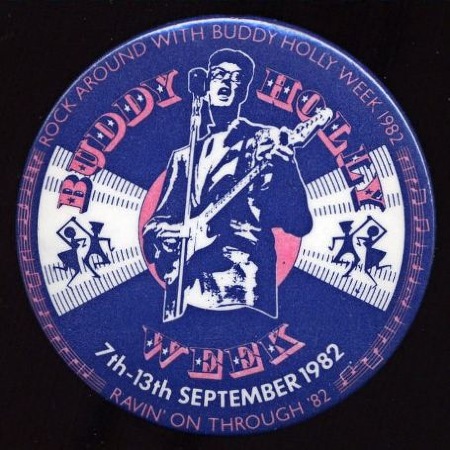 ROCK AROUND WITH BUDDY HOLLY WEEK 1982
BUDDY HOLLY
WEEK
7th-13th SEPTEMBER 1982
RAVIN' ON THROUGH '82